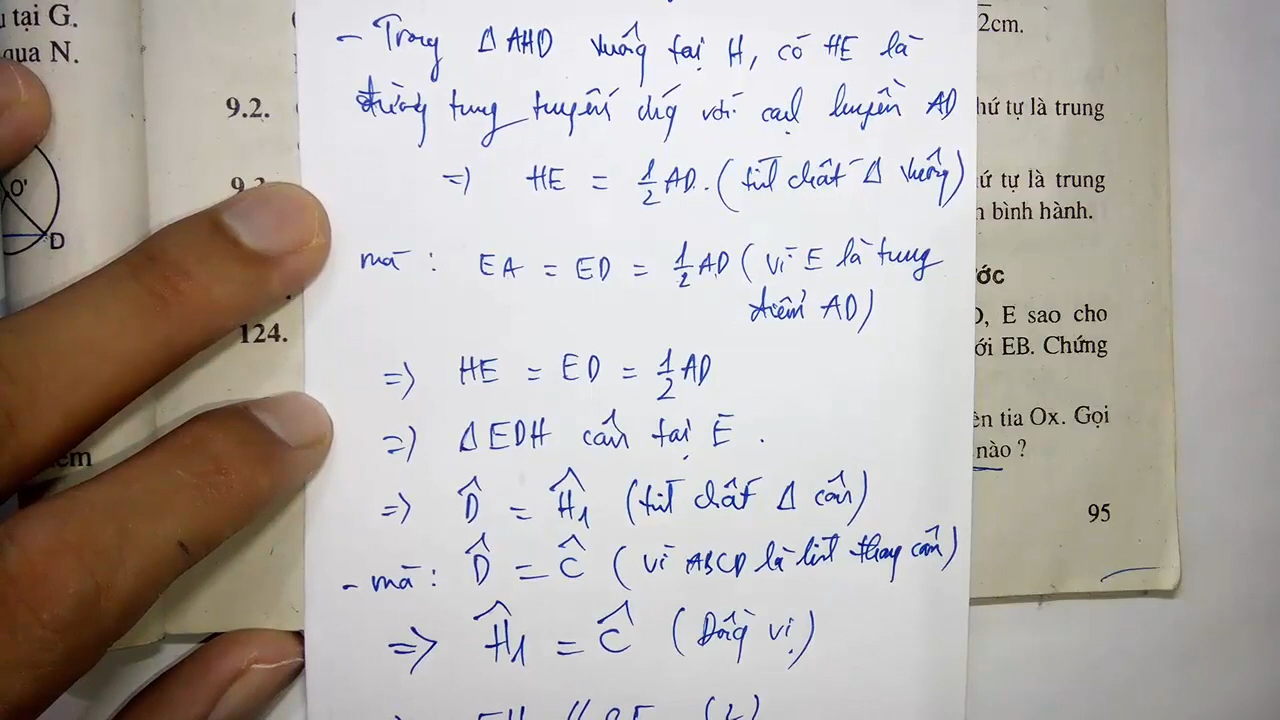 tại G.
qua N.
O'
D
9.2.
124.
- Trong Δ AHD vuông tại H, có HE là
đường trung tuyến ứng với cạnh huyền AD
=> HE = 1/2 AD. (tính chất Δ vuông)
mà : EA = ED = 1/2 AD (vì E là trung
điểm AD)
=> HE = ED = 1/2 AD
=> Δ EDH cân tại E .
=> D̂ = Ĥ₁ (tính chất Δ cân)
- mà : D̂ = Ĉ (vì ABCD là hình thang cân)
=> Ĥ₁ = Ĉ (Đồng vị)
(2)
2cm.
hứ tự là trung
ứ tự là trung
bình hành.
ớc
D, E sao cho
ới EB. Chứng
ên tia Ox. Gọi
nào ?
95